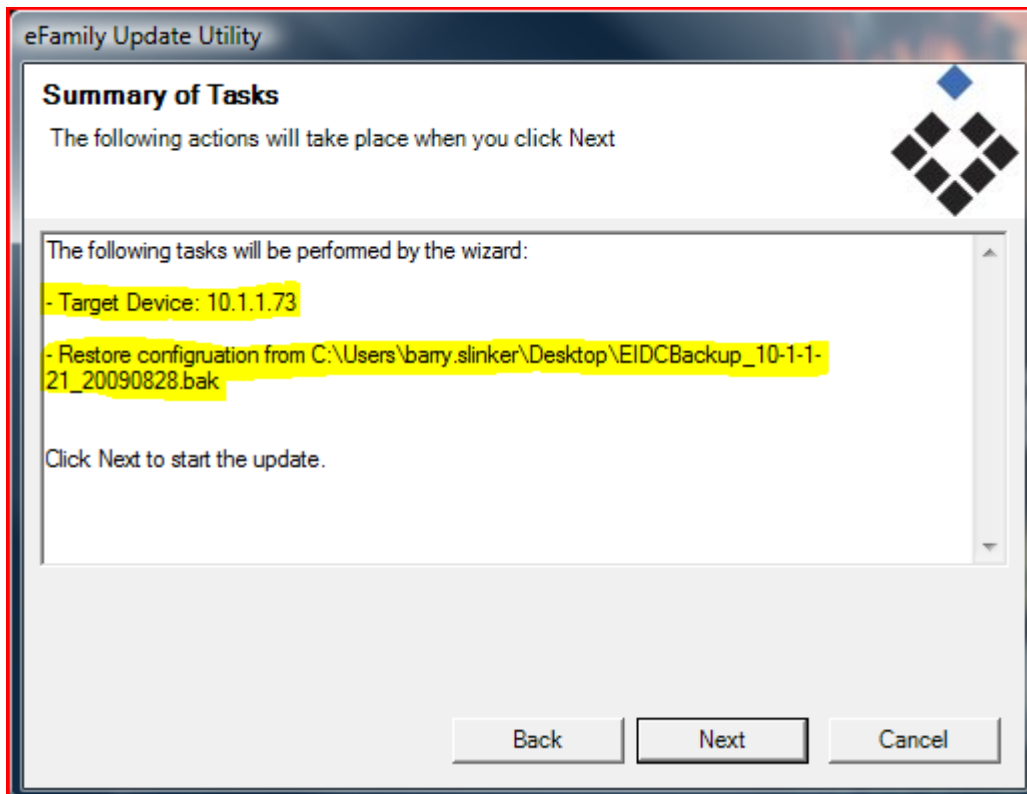 eFamily Update Utility
Summary of Tasks
The following actions will take place when you click Next
The following tasks will be performed by the wizard:
- Target Device: 10.1.1.73
- Restore configruation from C:\Users\barry.slinker\Desktop\EIDCBackup_10-1-1-
21_20090828.bak
Click Next to start the update.
Back
Next
Cancel